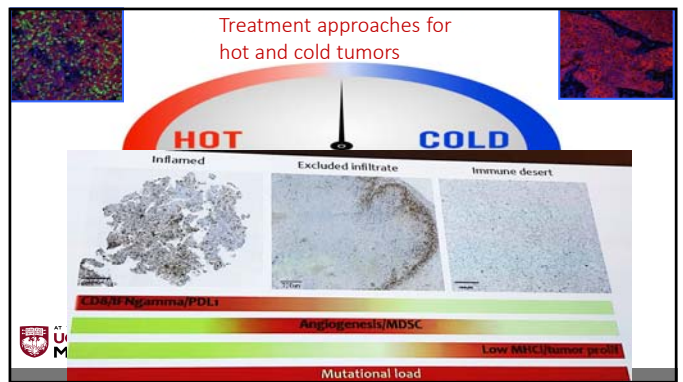 Treatment approaches for
hot and cold tumors
HOT
COLD
Inflamed
Excluded infiltrate
Immune desert
CD8/IFNgamma/PDL1
Angiogenesis/MDSC
Low MHCI/tumor prolif
Mutational load
AT